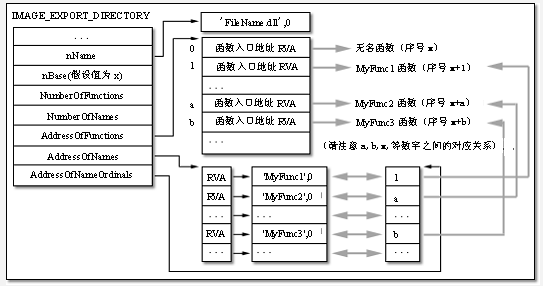 IMAGE_EXPORT_DIRECTORY
. . .
nName
nBase(假设值为 x)
NumberOfFunctions
NumberOfNames
AddressOfFunctions
AddressOfNames
AddressOfNameOrdinals
'FileName.dll',0
0 函数入口地址 RVA 无名函数（序号 x）
1 函数入口地址 RVA MyFunc1 函数（序号 x+1）
. . .
a 函数入口地址 RVA MyFunc2 函数（序号 x+a）
b 函数入口地址 RVA MyFunc3 函数（序号 x+b）
. . . （请注意 a, b, x, 等数字之间的对应关系）. . .
RVA 'MyFunc1',0 1
RVA 'MyFunc2',0 a
. . . . . . . . .
RVA 'MyFunc3',0 b
. . . . . . . . .